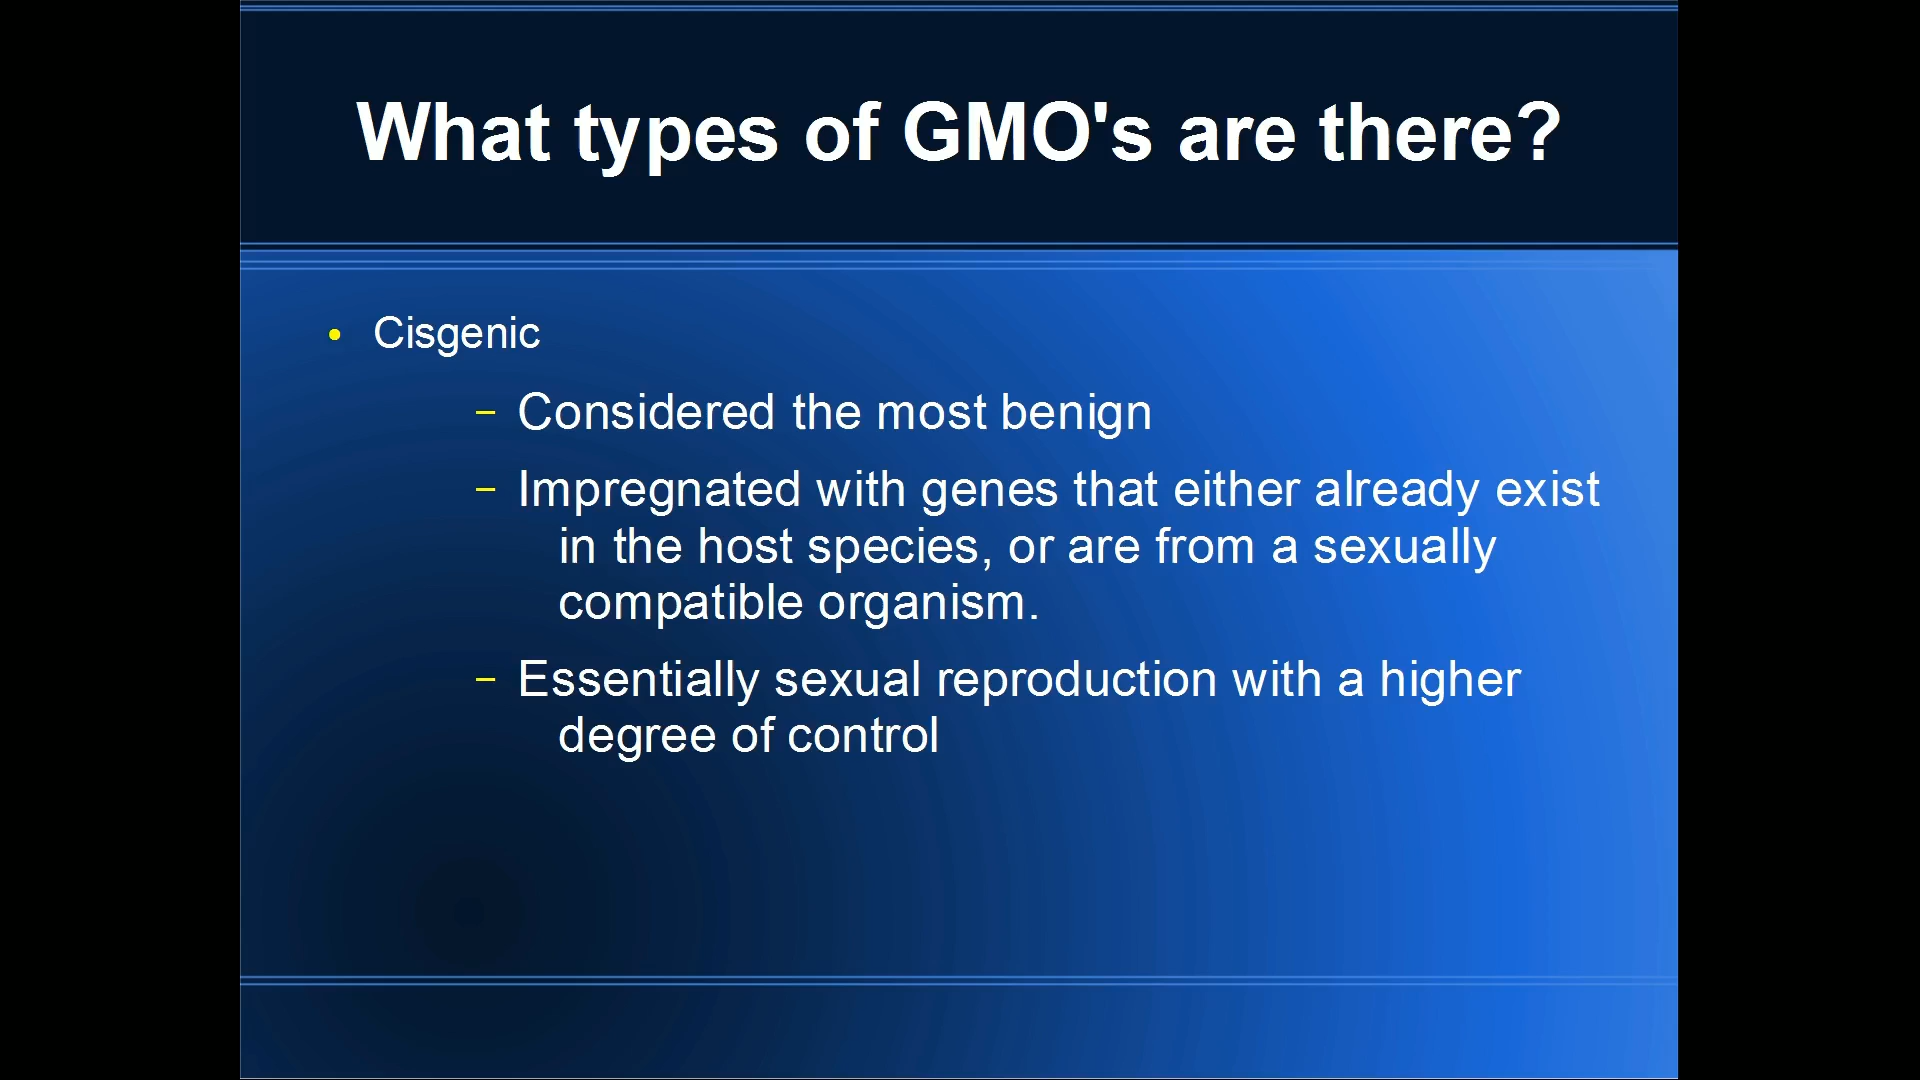 What types of GMO's are there?
• Cisgenic
– Considered the most benign
– Impregnated with genes that either already exist
in the host species, or are from a sexually
compatible organism.
– Essentially sexual reproduction with a higher
degree of control